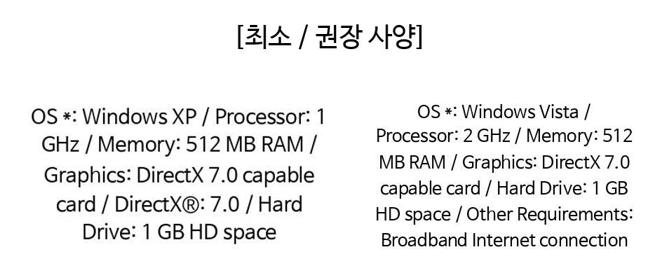 [최소 / 권장 사양]
OS *: Windows XP / Processor: 1
GHz / Memory: 512 MB RAM /
Graphics: DirectX 7.0 capable
card / DirectX®: 7.0 / Hard
Drive: 1 GB HD space
OS *: Windows Vista /
Processor: 2 GHz / Memory: 512
MB RAM / Graphics: DirectX 7.0
capable card / Hard Drive: 1 GB
HD space / Other Requirements:
Broadband Internet connection